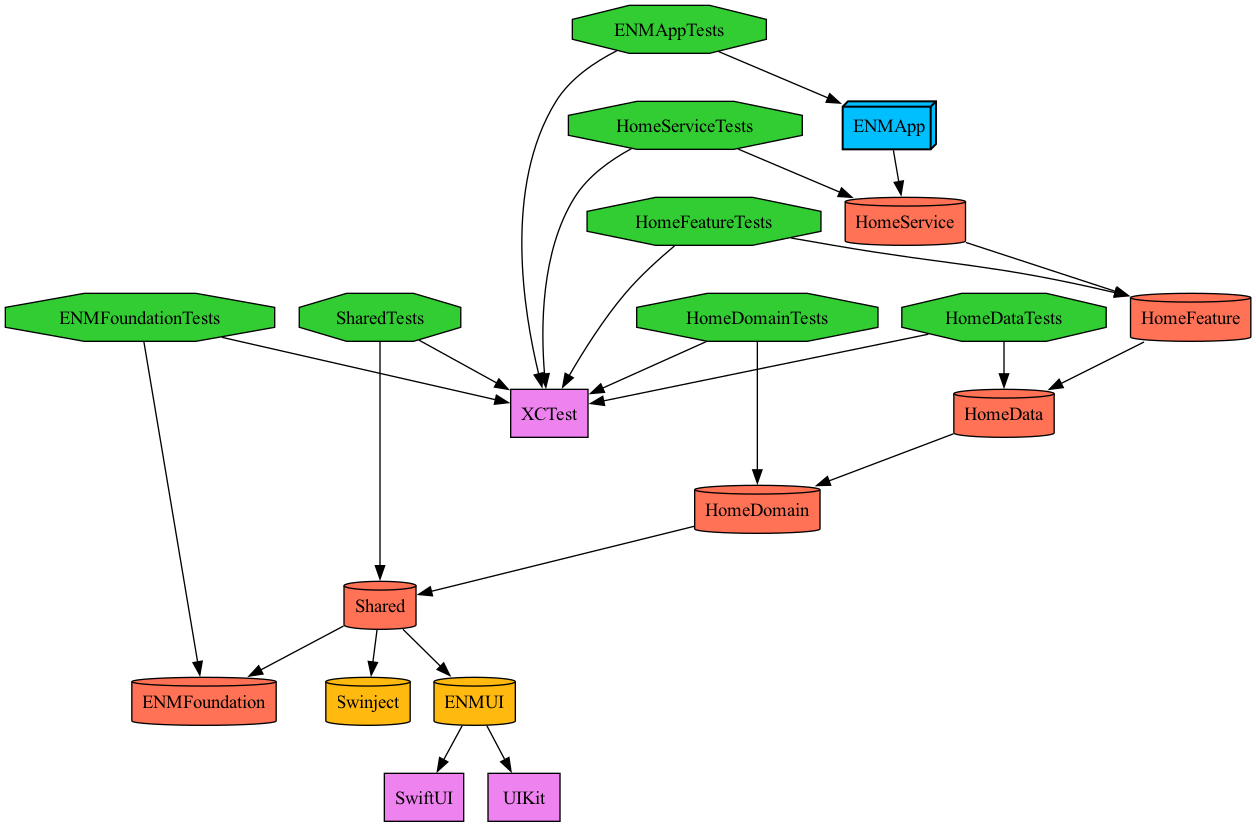 ENMAppTests
HomeServiceTests
ENMApp
HomeFeatureTests
HomeService
ENMFoundationTests
SharedTests
HomeDomainTests
HomeDataTests
HomeFeature
XCTest
HomeData
HomeDomain
Shared
ENMFoundation
Swinject
ENMUI
SwiftUI
UIKit